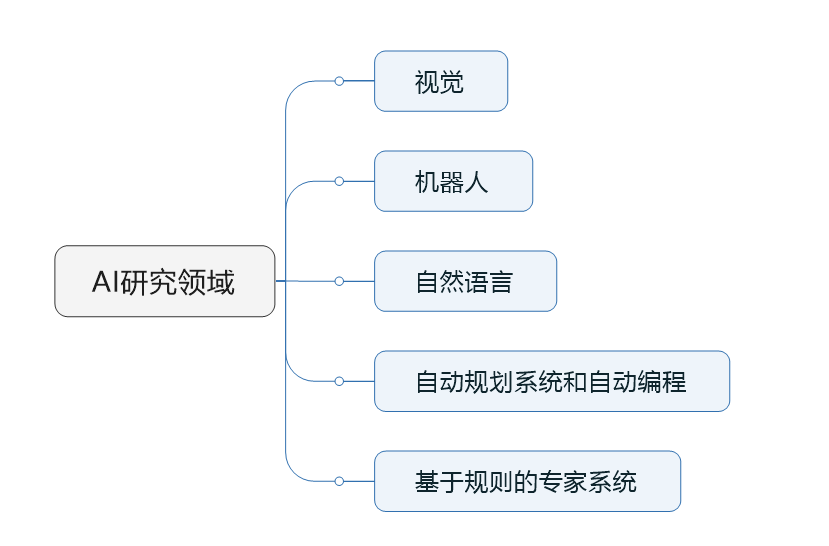 AI研究领域
视觉
机器人
自然语言
自动规划系统和自动编程
基于规则的专家系统